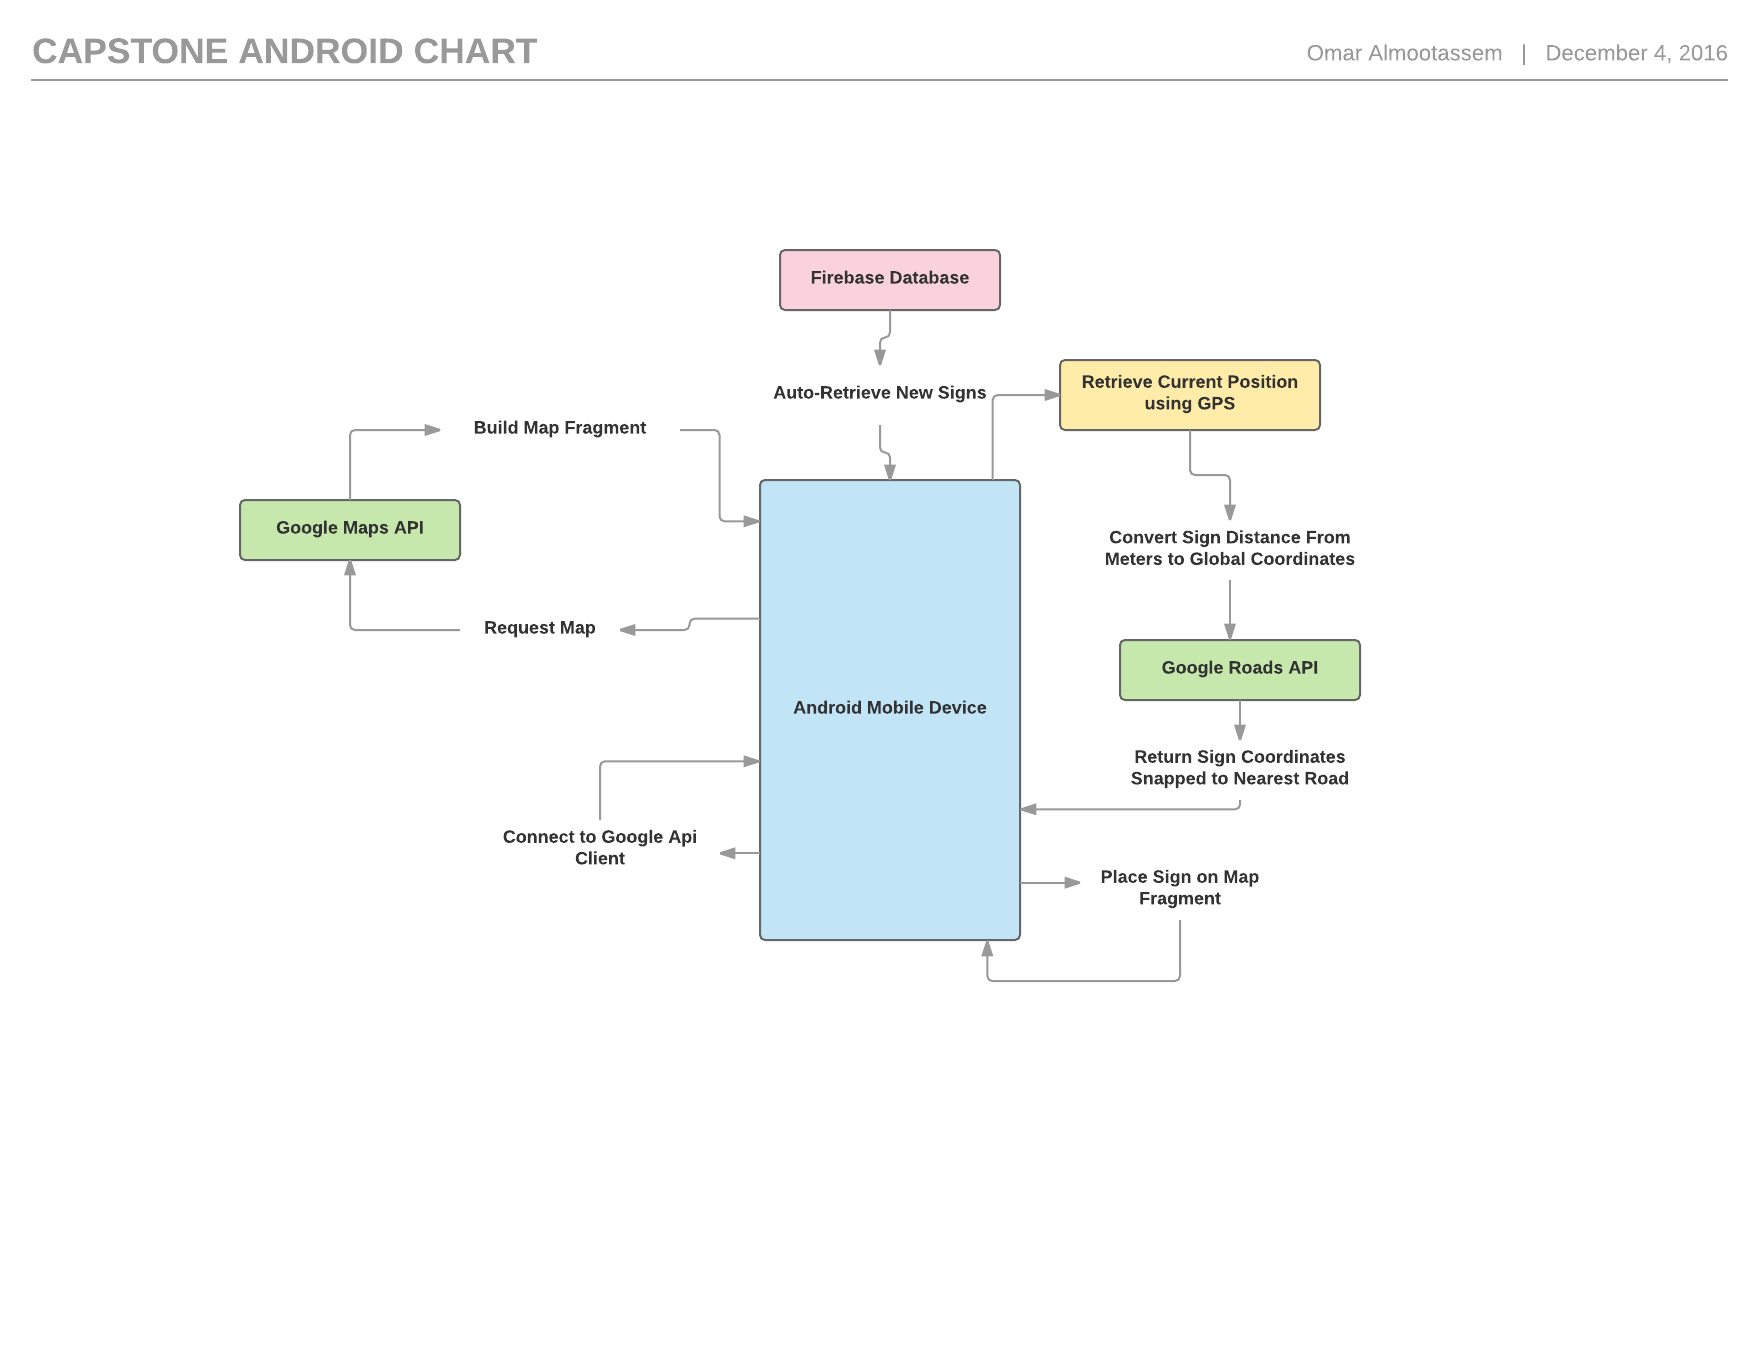 CAPSTONE ANDROID CHART
Omar Almootassem | December 4, 2016
Firebase Database
Auto-Retrieve New Signs
Retrieve Current Position
using GPS
Build Map Fragment
Google Maps API
Convert Sign Distance From
Meters to Global Coordinates
Request Map
Google Roads API
Android Mobile Device
Return Sign Coordinates
Snapped to Nearest Road
Connect to Google Api
Client
Place Sign on Map
Fragment